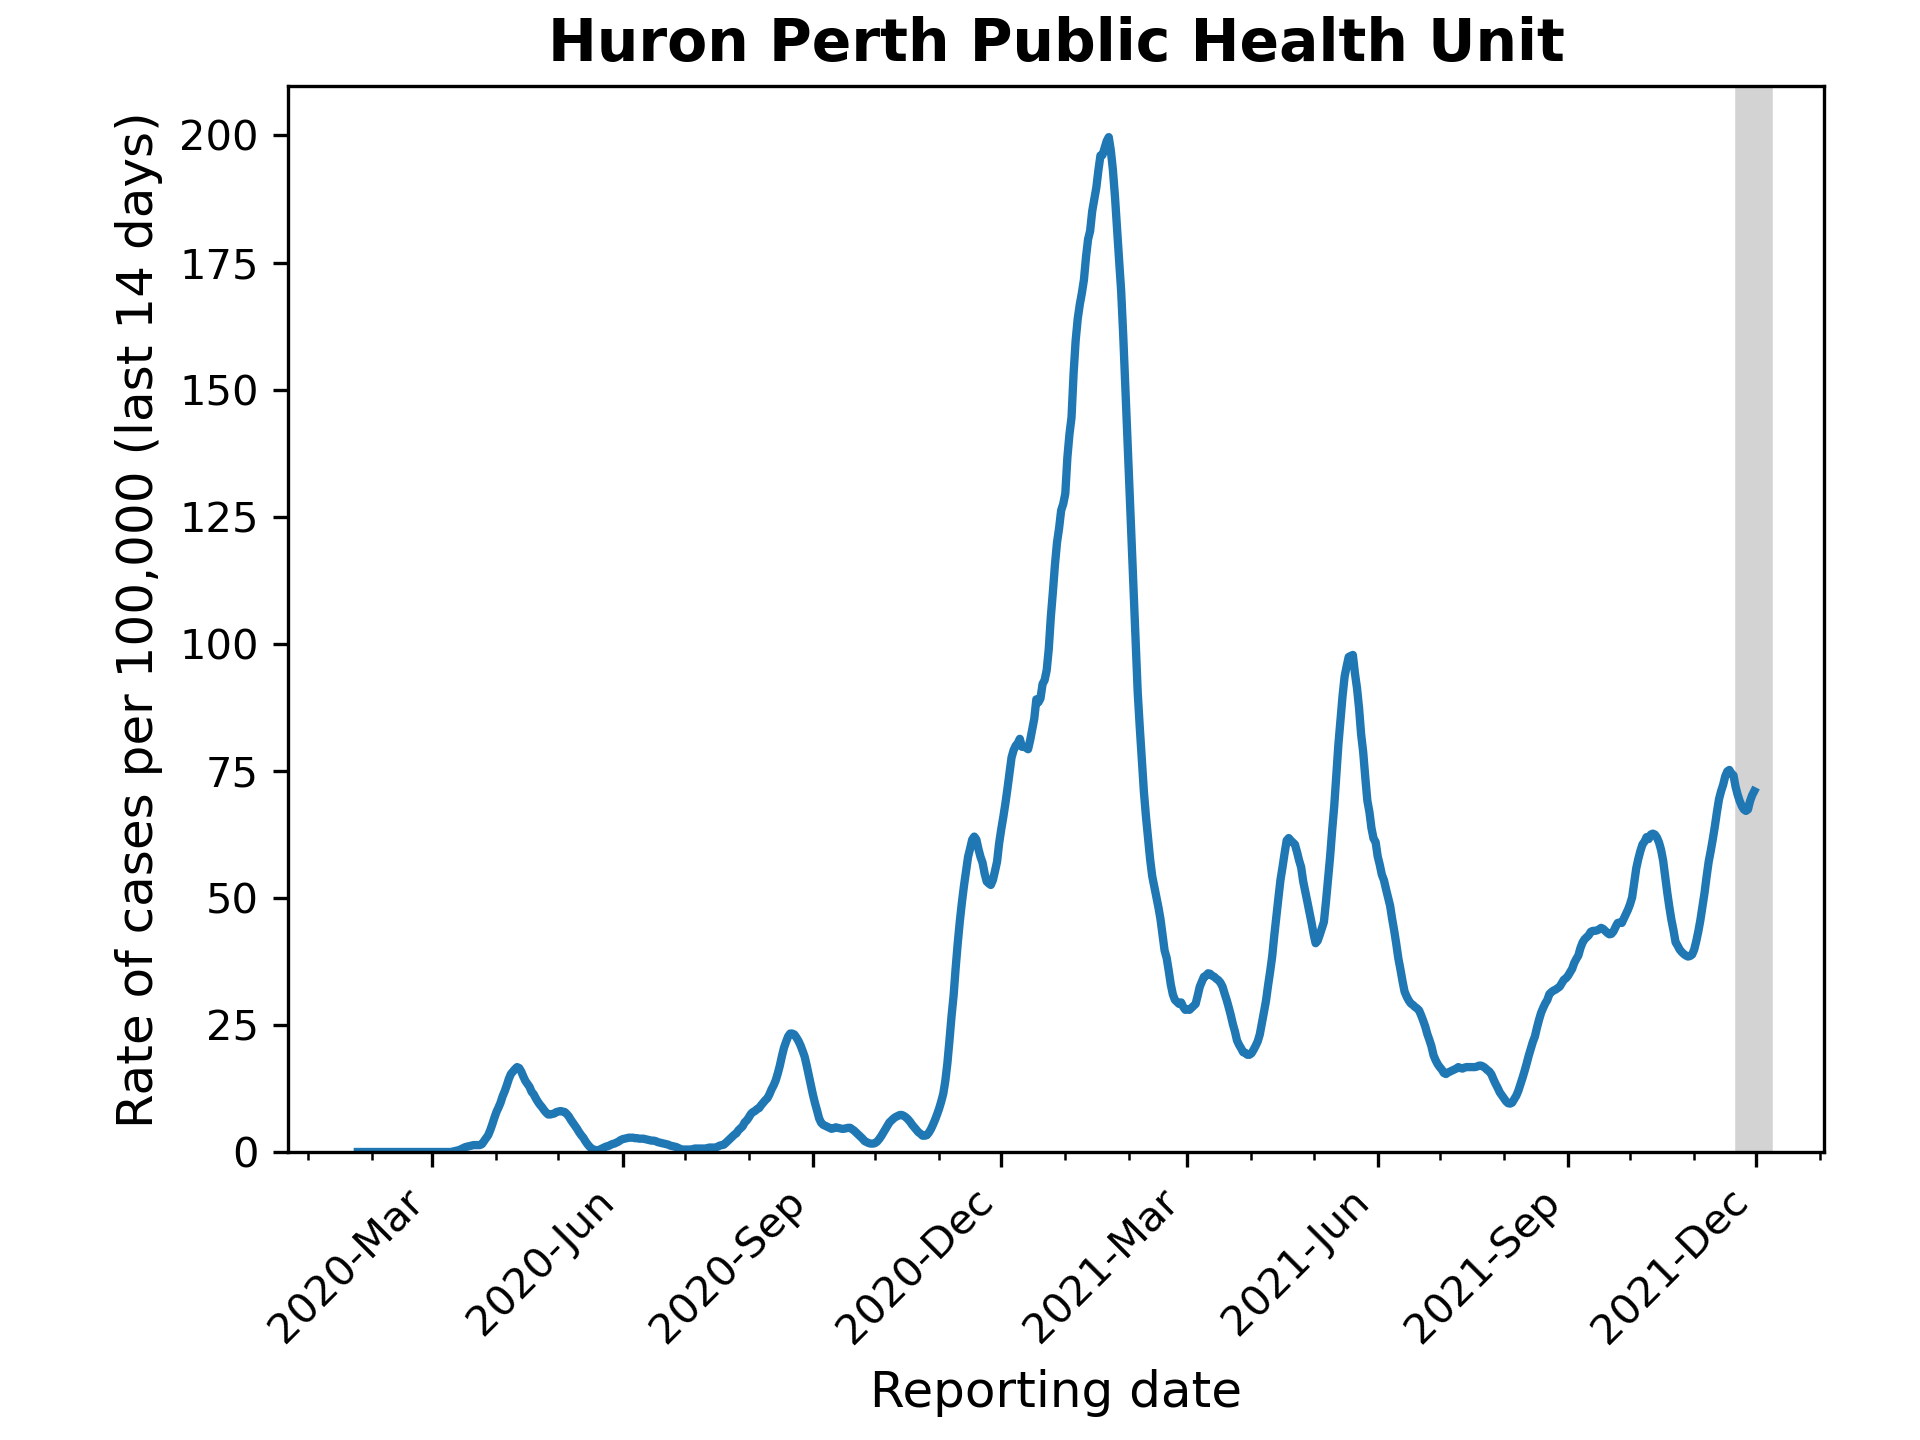 Huron Perth Public Health Unit
Rate of cases per 100,000 (last 14 days)
200
175
150
125
100
75
50
25
0
2020-Mar
2020-Jun
2020-Sep
2020-Dec
2021-Mar
2021-Jun
2021-Sep
2021-Dec
Reporting date